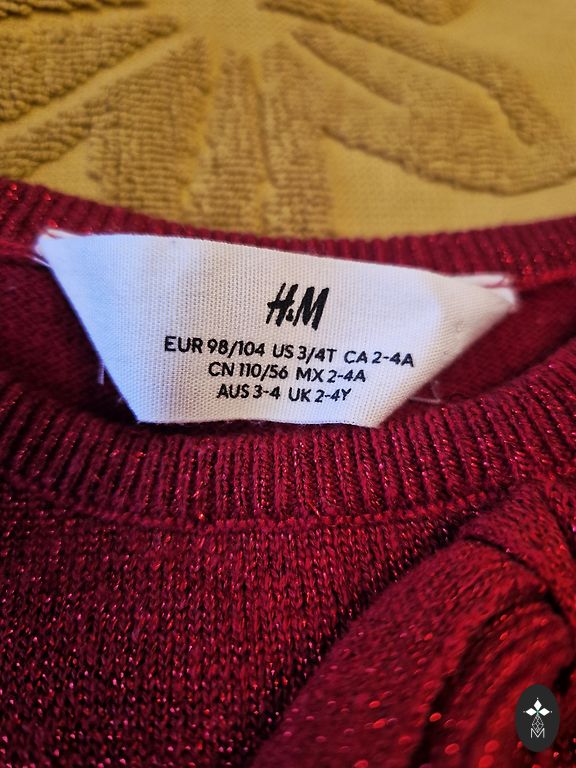 H&M
EUR 98/104 US 3/4T CA 2-4A
CN 110/56 MX 2-4A
AUS 3-4 UK 2-4Y
M